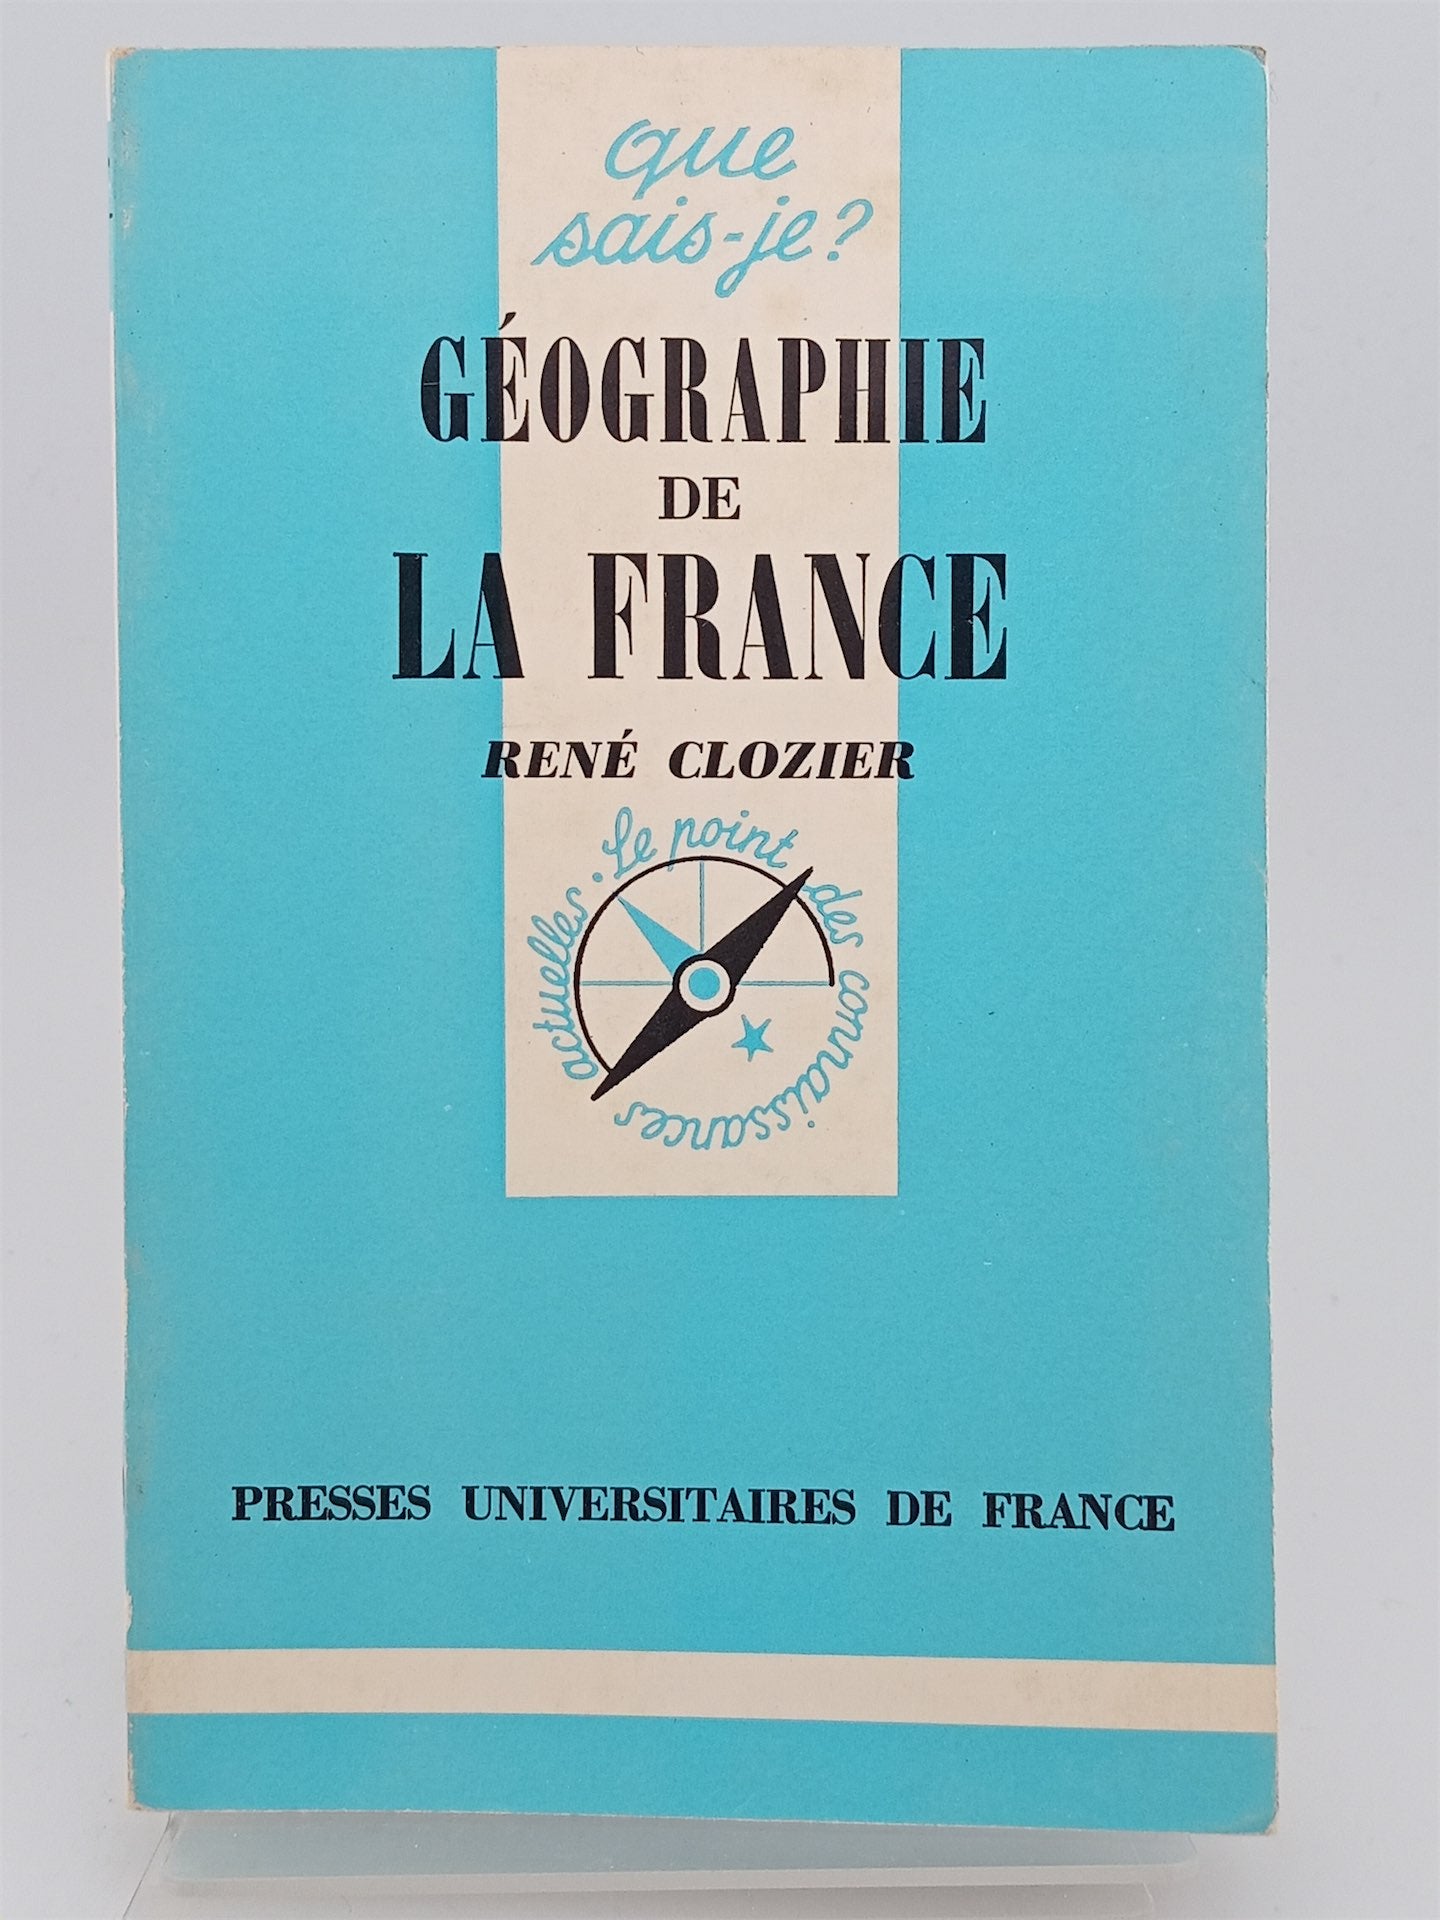 que
sais-je?
GÉOGRAPHIE
DE
LA FRANCE
RENÉ CLOZIER
Le point des connaissances actuelles.
PRESSES UNIVERSITAIRES DE FRANCE